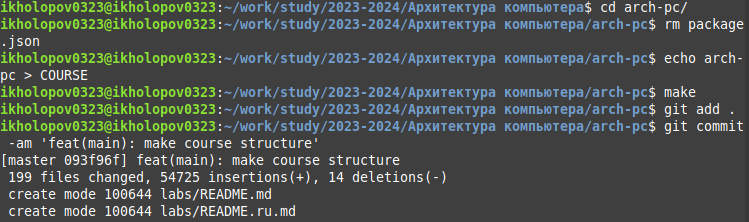 ikholopov0323@ikholopov0323:~/work/study/2023-2024/Архитектура компьютера$ cd arch-pc/
ikholopov0323@ikholopov0323:~/work/study/2023-2024/Архитектура компьютера/arch-pc$ rm package
.json
ikholopov0323@ikholopov0323:~/work/study/2023-2024/Архитектура компьютера/arch-pc$ echo arch-
pc > COURSE
ikholopov0323@ikholopov0323:~/work/study/2023-2024/Архитектура компьютера/arch-pc$ make
ikholopov0323@ikholopov0323:~/work/study/2023-2024/Архитектура компьютера/arch-pc$ git add .
ikholopov0323@ikholopov0323:~/work/study/2023-2024/Архитектура компьютера/arch-pc$ git commit
 -am 'feat(main): make course structure'
[master 093f96f] feat(main): make course structure
 199 files changed, 54725 insertions(+), 14 deletions(-)
 create mode 100644 labs/README.md
 create mode 100644 labs/README.ru.md